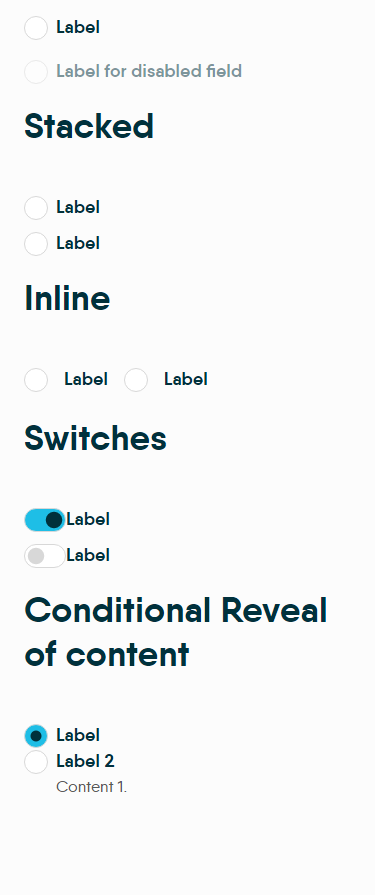 Label
Label for disabled field
Stacked
Label
Label
Inline
Label Label
Switches
Label
Label
Conditional Reveal
of content
Label
Label 2
Content 1.